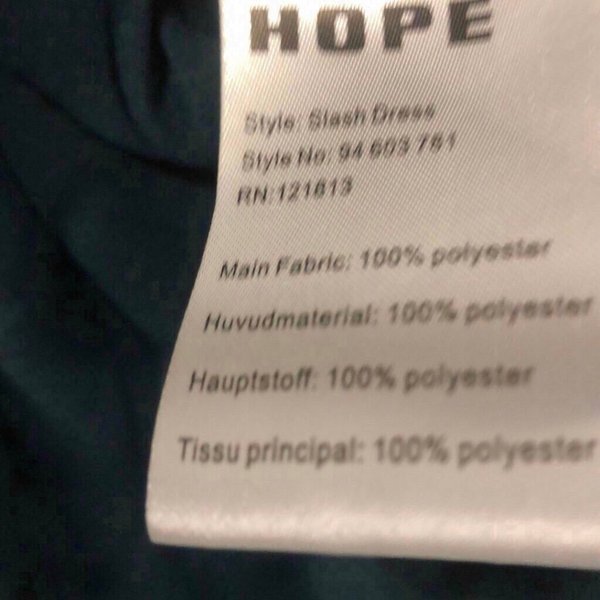 HOPE
Style: Slash Dress
Style No: 94 603 761
RN:121813
Main Fabric: 100% polyester
Huvudmaterial: 100% polyester
Hauptstoff: 100% polyester
Tissu principal: 100% polyester